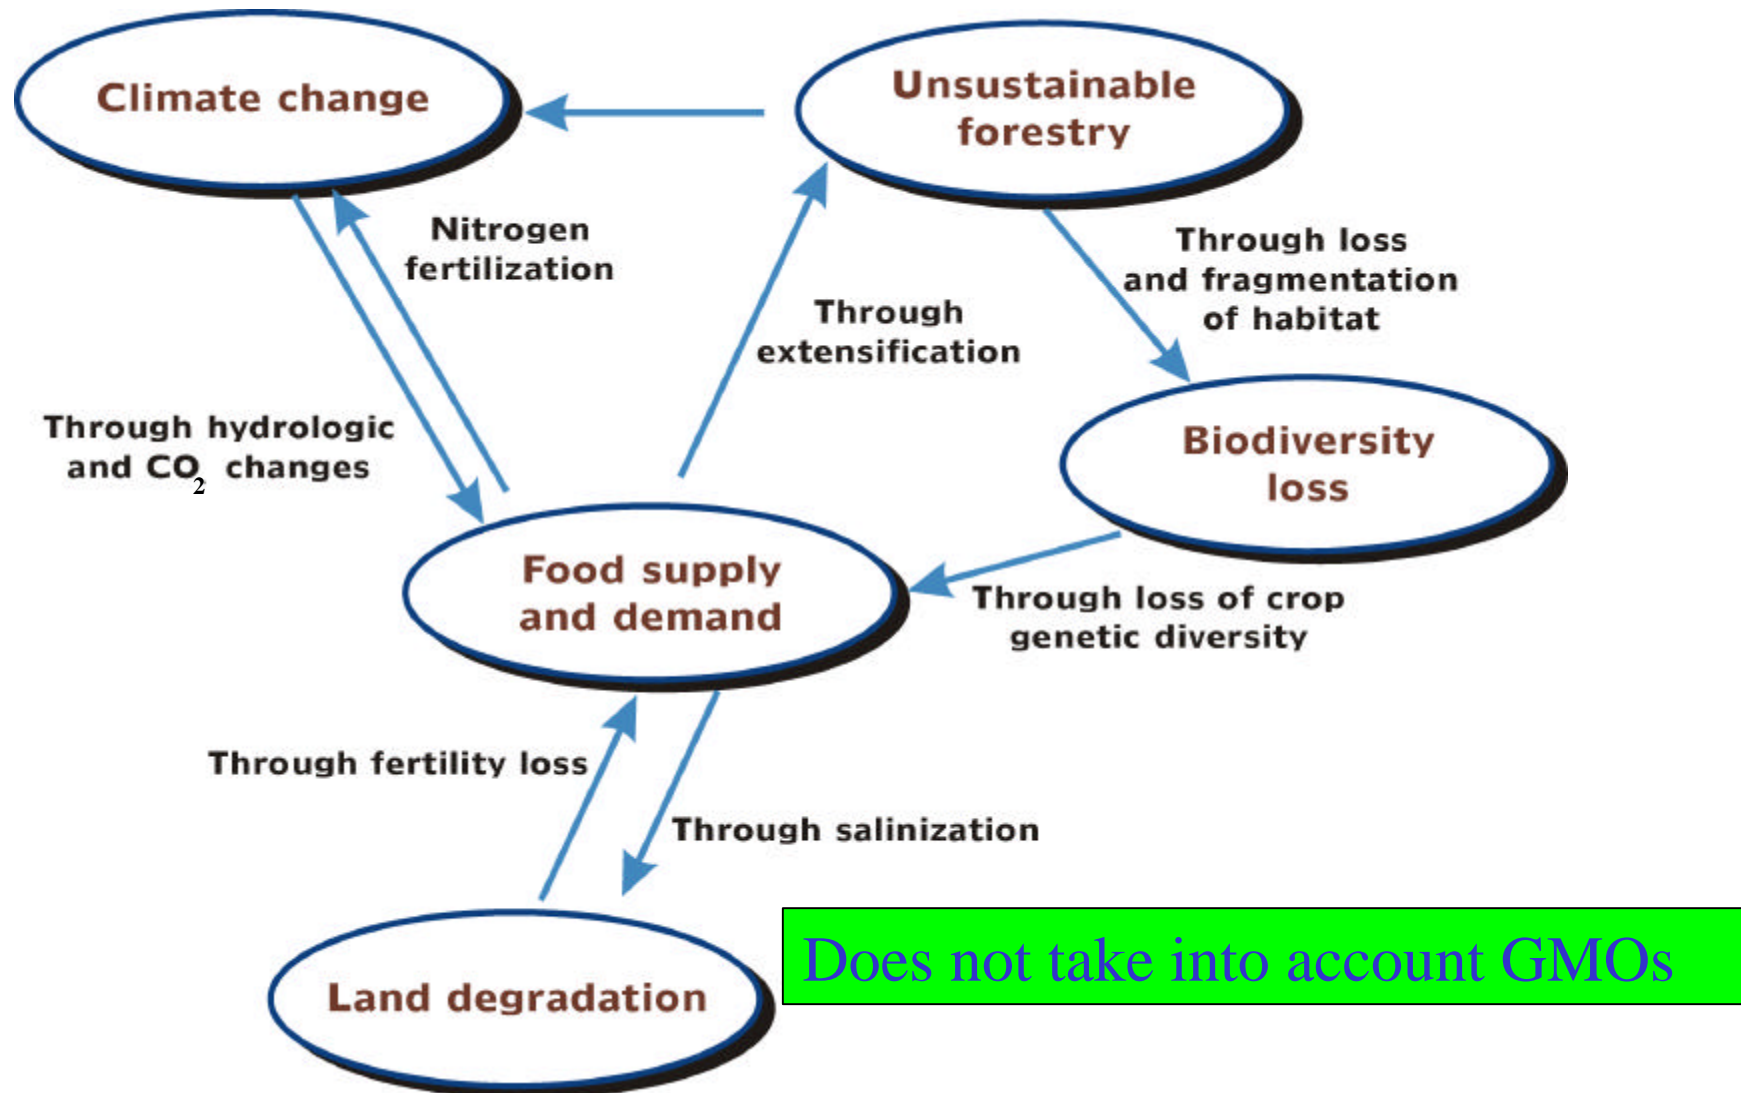 Climate change
Unsustainable
forestry
Nitrogen
fertilization
Through loss
and fragmentation
of habitat
Through
extensification
Through hydrologic
and CO2 changes
Biodiversity
loss
Food supply
and demand
Through loss of crop
genetic diversity
Through fertility loss
Through salinization
Does not take into account GMOs
Land degradation